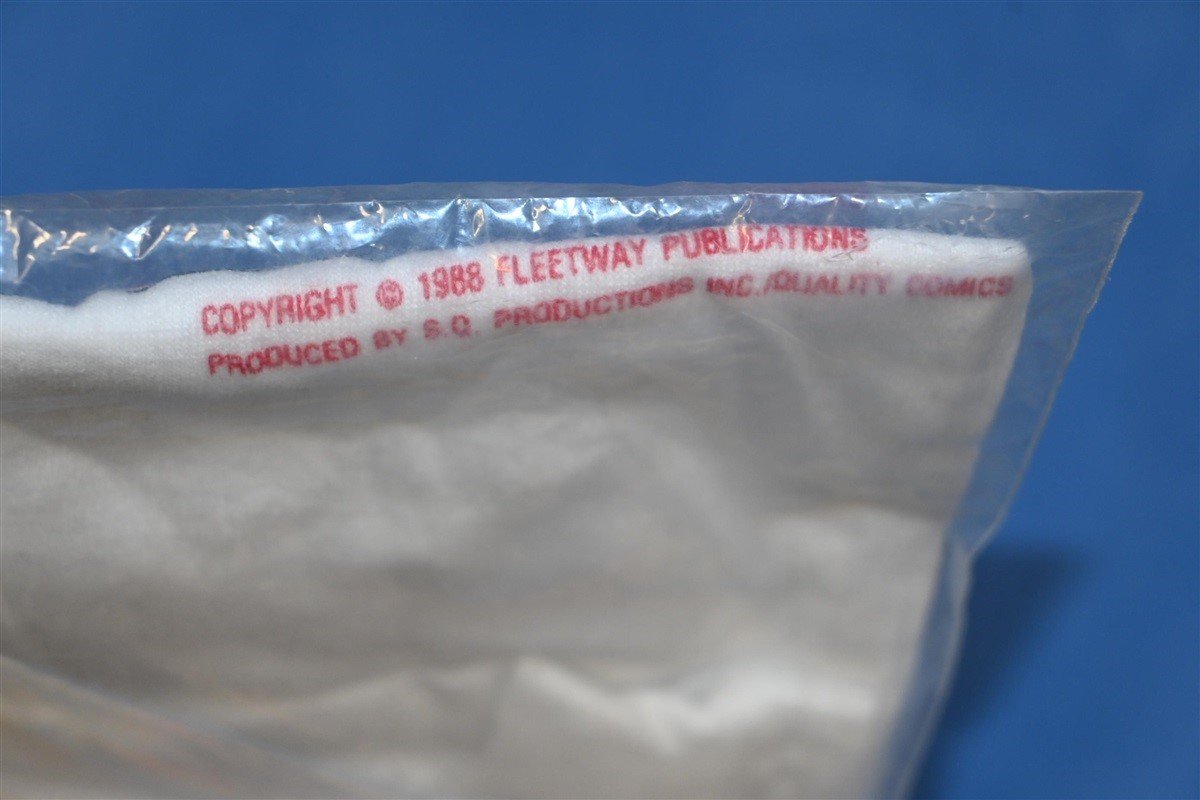 COPYRIGHT © 1988 FLEETWAY PUBLICATIONS
PRODUCED BY S.Q. PRODUCTIONS INC./QUALITY COMICS